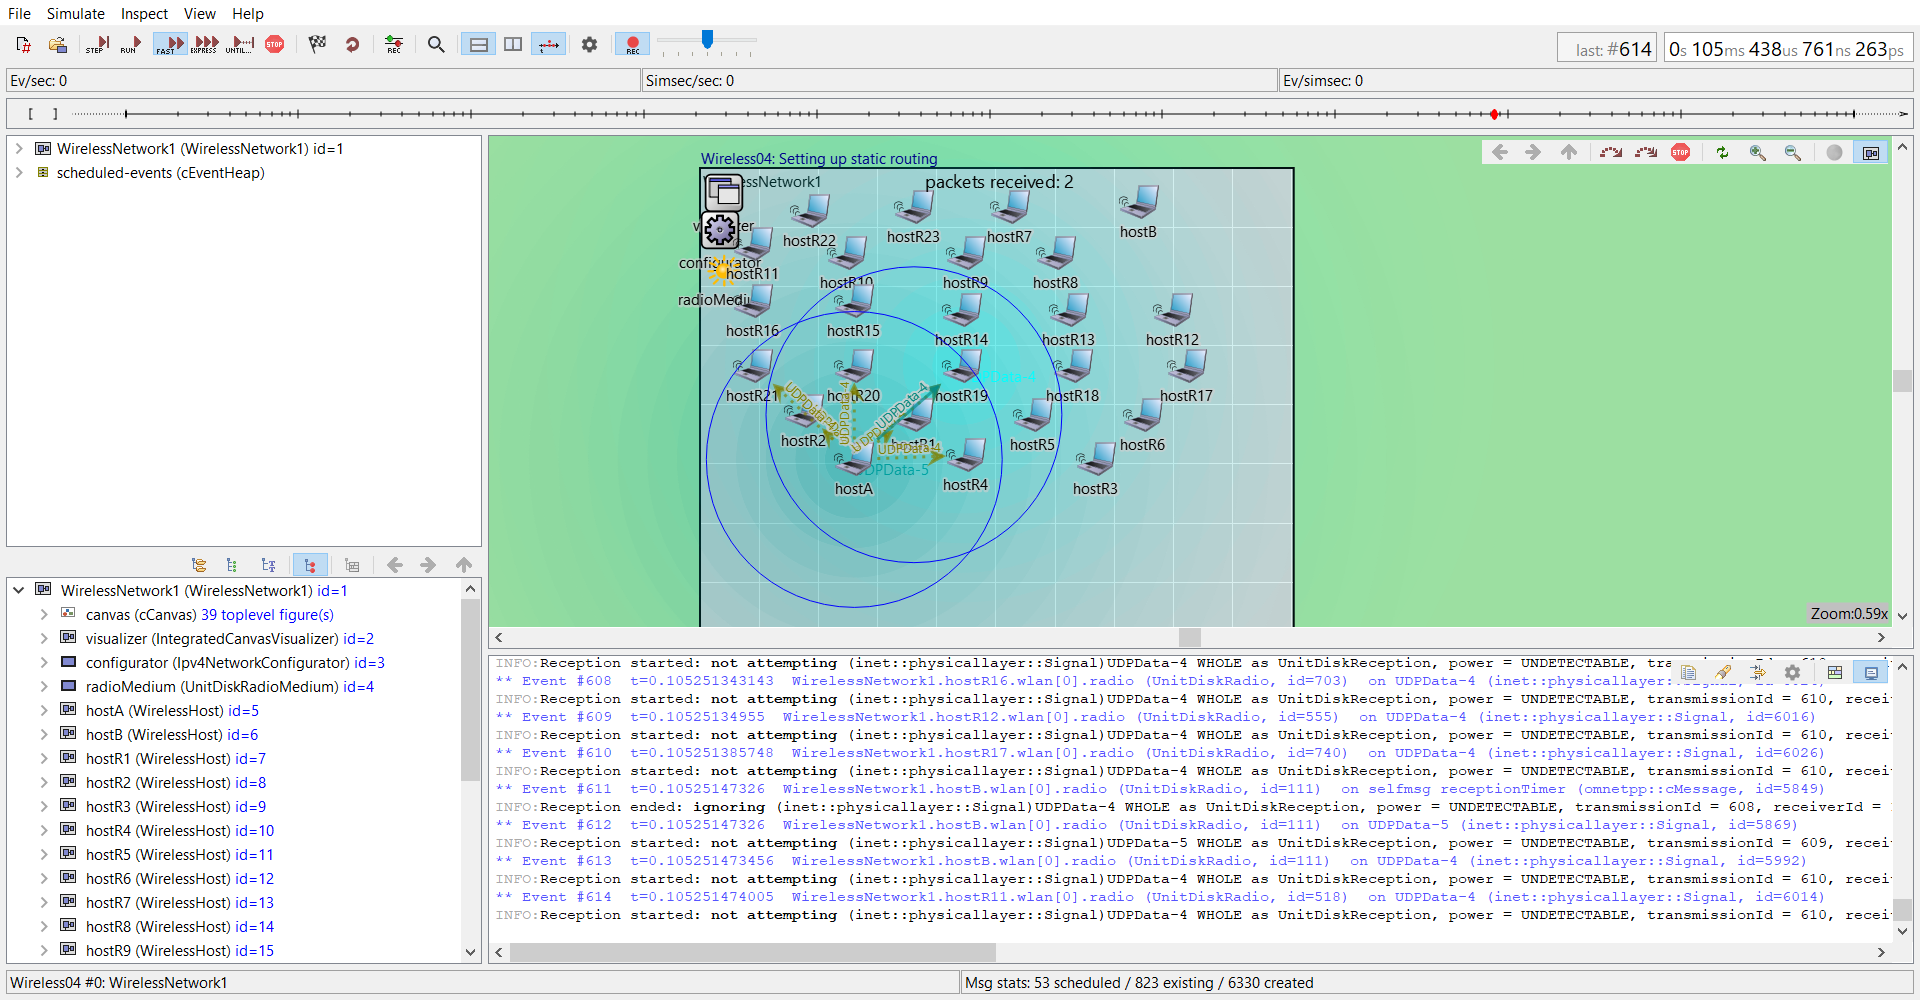 File Simulate Inspect View Help
STEP RUN FAST EXPRESS UNTIL... STOP REC REC
last: #614 0s 105ms 438us 761ns 263ps
Ev/sec: 0 Simsec/sec: 0 Ev/simsec: 0
[ ]
WirelessNetwork1 (WirelessNetwork1) id=1
scheduled-events (cEventHeap)
WirelessNetwork1 (WirelessNetwork1) id=1
canvas (cCanvas) 39 toplevel figure(s)
visualizer (IntegratedCanvasVisualizer) id=2
configurator (Ipv4NetworkConfigurator) id=3
radioMedium (UnitDiskRadioMedium) id=4
hostA (WirelessHost) id=5
hostB (WirelessHost) id=6
hostR1 (WirelessHost) id=7
hostR2 (WirelessHost) id=8
hostR3 (WirelessHost) id=9
hostR4 (WirelessHost) id=10
hostR5 (WirelessHost) id=11
hostR6 (WirelessHost) id=12
hostR7 (WirelessHost) id=13
hostR8 (WirelessHost) id=14
hostR9 (WirelessHost) id=15
Wireless04: Setting up static routing
STOP
packets received: 2
hostR22 hostR23 hostR7 hostB
configurator
hostR11 hostR10 hostR9 hostR8
hostR16 hostR15 hostR14 hostR13 hostR12
hostR21 hostR20 hostR19 hostR18 hostR17
UDPData-4 UDPData-4 UDPData-4
hostR2 hostR1 hostR5 hostR6
UDPData-4
hostA hostR4 hostR3
Zoom:0.59x
INFO:Reception started: not attempting (inet::physicallayer::Signal)UDPData-4 WHOLE as UnitDiskReception, power = UNDETECTABLE, transmissionId = 610,
** Event #608 t=0.105251343143 WirelessNetwork1.hostR16.wlan[0].radio (UnitDiskRadio, id=703) on UDPData-4 (inet::physicallayer::Signal,
INFO:Reception started: not attempting (inet::physicallayer::Signal)UDPData-4 WHOLE as UnitDiskReception, power = UNDETECTABLE, transmissionId = 610, recei
** Event #609 t=0.10525134955 WirelessNetwork1.hostR12.wlan[0].radio (UnitDiskRadio, id=555) on UDPData-4 (inet::physicallayer::Signal, id=6016)
INFO:Reception started: not attempting (inet::physicallayer::Signal)UDPData-4 WHOLE as UnitDiskReception, power = UNDETECTABLE, transmissionId = 610, recei
** Event #610 t=0.105251385748 WirelessNetwork1.hostR17.wlan[0].radio (UnitDiskRadio, id=740) on UDPData-4 (inet::physicallayer::Signal, id=6026)
INFO:Reception started: not attempting (inet::physicallayer::Signal)UDPData-4 WHOLE as UnitDiskReception, power = UNDETECTABLE, transmissionId = 610, recei
** Event #611 t=0.10525147326 WirelessNetwork1.hostB.wlan[0].radio (UnitDiskRadio, id=111) on selfmsg receptionTimer (omnetpp::cMessage, id=5849)
INFO:Reception ended: ignoring (inet::physicallayer::Signal)UDPData-4 WHOLE as UnitDiskReception, power = UNDETECTABLE, transmissionId = 608, receiverId =
** Event #612 t=0.10525147326 WirelessNetwork1.hostB.wlan[0].radio (UnitDiskRadio, id=111) on UDPData-5 (inet::physicallayer::Signal, id=5869)
INFO:Reception started: not attempting (inet::physicallayer::Signal)UDPData-5 WHOLE as UnitDiskReception, power = UNDETECTABLE, transmissionId = 609, recei
** Event #613 t=0.105251473456 WirelessNetwork1.hostB.wlan[0].radio (UnitDiskRadio, id=111) on UDPData-4 (inet::physicallayer::Signal, id=5992)
INFO:Reception started: not attempting (inet::physicallayer::Signal)UDPData-4 WHOLE as UnitDiskReception, power = UNDETECTABLE, transmissionId = 610, recei
** Event #614 t=0.105251474005 WirelessNetwork1.hostR11.wlan[0].radio (UnitDiskRadio, id=518) on UDPData-4 (inet::physicallayer::Signal, id=6014)
INFO:Reception started: not attempting (inet::physicallayer::Signal)UDPData-4 WHOLE as UnitDiskReception, power = UNDETECTABLE, transmissionId = 610, recei
Wireless04 #0: WirelessNetwork1 Msg stats: 53 scheduled / 823 existing / 6330 created